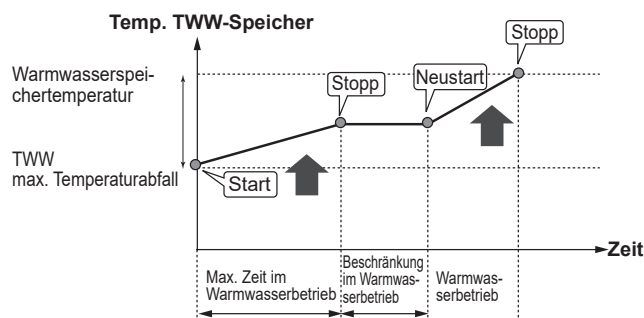 Temp. TWW-Speicher
Stopp
Warmwasserspei-
chertemperatur
Stopp
Neustart
TWW
max. Temperaturabfall
Start
Zeit
Max. Zeit im
Warmwasserbetrieb
Beschränkung
im Warmwas-
serbetrieb
Warmwas-
serbetrieb